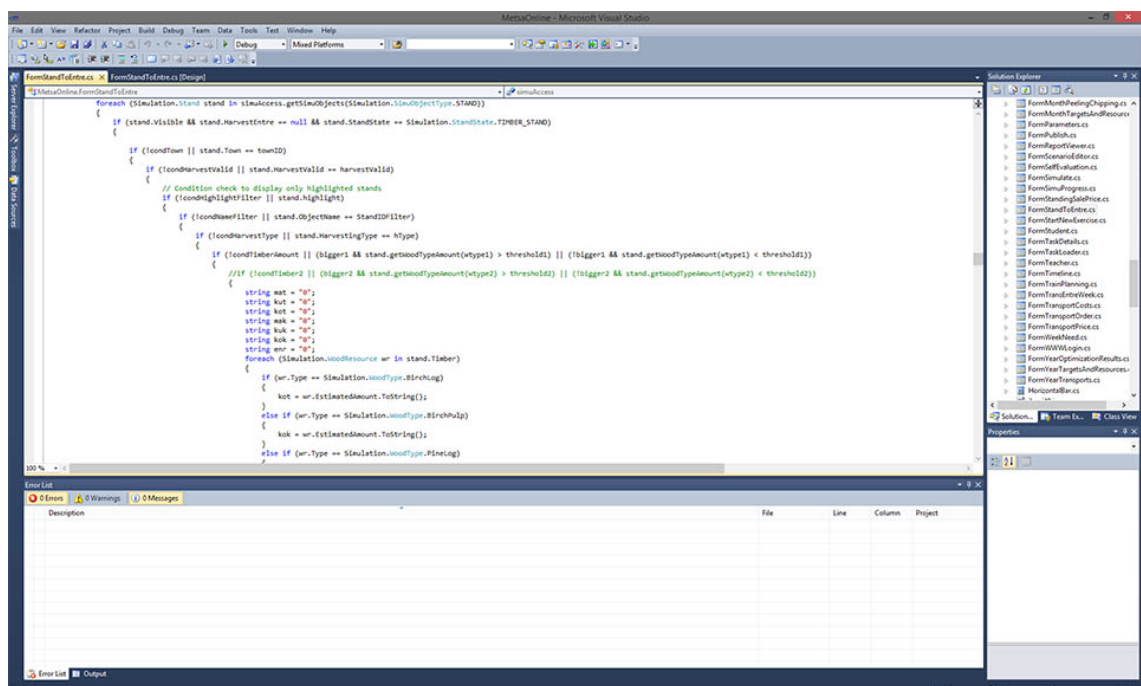 MetsaOnline - Microsoft Visual Studio
File Edit View Refactor Project Build Debug Team Data Tools Test Window Help
Debug Mixed Platforms
FormStandToEntre.cs FormStandToEntre.cs [Design]
MetsaOnline.FormStandToEntre simuAccess
foreach (Simulation.Stand stand in simuAccess.getSimuObjects(Simulation.SimuObjectType.STAND))
{
if (stand.Visible && stand.HarvestEntre == null && stand.StandState == Simulation.StandState.TIMBER_STAND)
{
if (!condTown || stand.Town == townID)
{
if (!condHarvestValid || stand.HarvestValid == harvestValid)
{
// Condition check to display only highlighted stands
if (!condHighlightFilter || stand.highlight)
{
if (!condNameFilter || stand.ObjectName == StandIDFilter)
{
if (!condHarvestType || stand.HarvestingType == hType)
{
if (!condTimberAmount || (bigger1 && stand.getWoodTypeAmount(wtype1) > threshold1) || (!bigger1 && stand.getWoodTypeAmount(wtype1) < threshold1))
{
//if (!condTimber2 || (bigger2 && stand.getWoodTypeAmount(wtype2) > threshold2) || (!bigger2 && stand.getWoodTypeAmount(wtype2) < threshold2))
{
string mat = "0";
string kut = "0";
string kot = "0";
string mak = "0";
string kuk = "0";
string kok = "0";
string enr = "0";
foreach (Simulation.WoodResource wr in stand.Timber)
{
if (wr.Type == Simulation.WoodType.BirchLog)
{
kot = wr.EstimatedAmount.ToString();
}
else if (wr.Type == Simulation.WoodType.BirchPulp)
{
kok = wr.EstimatedAmount.ToString();
}
else if (wr.Type == Simulation.WoodType.PineLog)
100 %
Server Explorer
Toolbox
Data Sources
Solution Explorer
FormMonthPeelingChipping.cs
FormMonthTargetsAndResource
FormParameters.cs
FormPublish.cs
FormReportViewer.cs
FormScenarioEditor.cs
FormSelfEvaluation.cs
FormSimulate.cs
FormSimuProgress.cs
FormStandingSalePrice.cs
FormStandToEntre.cs
FormStartNewExercise.cs
FormStudent.cs
FormTaskDetails.cs
FormTaskLoader.cs
FormTeacher.cs
FormTimeline.cs
FormTrainPlanning.cs
FormTransEntreWeek.cs
FormTransportCosts.cs
FormTransportOrder.cs
FormTransportPrice.cs
FormWeekNeed.cs
FormWWWLogin.cs
FormYearOptimizationResults.cs
FormYearTargetsAndResources.
FormYearTransports.cs
HorizontalBar.cs
Solution... Team Ex... Class View
Properties
Error List
0 Errors 0 Warnings 0 Messages
Description File Line Column Project
Error List Output